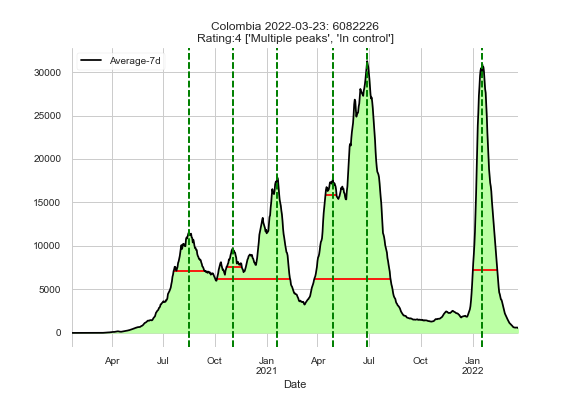 Colombia 2022-03-23: 6082226
Rating:4 ['Multiple peaks', 'In control']
Average-7d
30000
25000
20000
15000
10000
5000
0
Apr Jul Oct Jan Apr Jul Oct Jan
2021 2022
Date